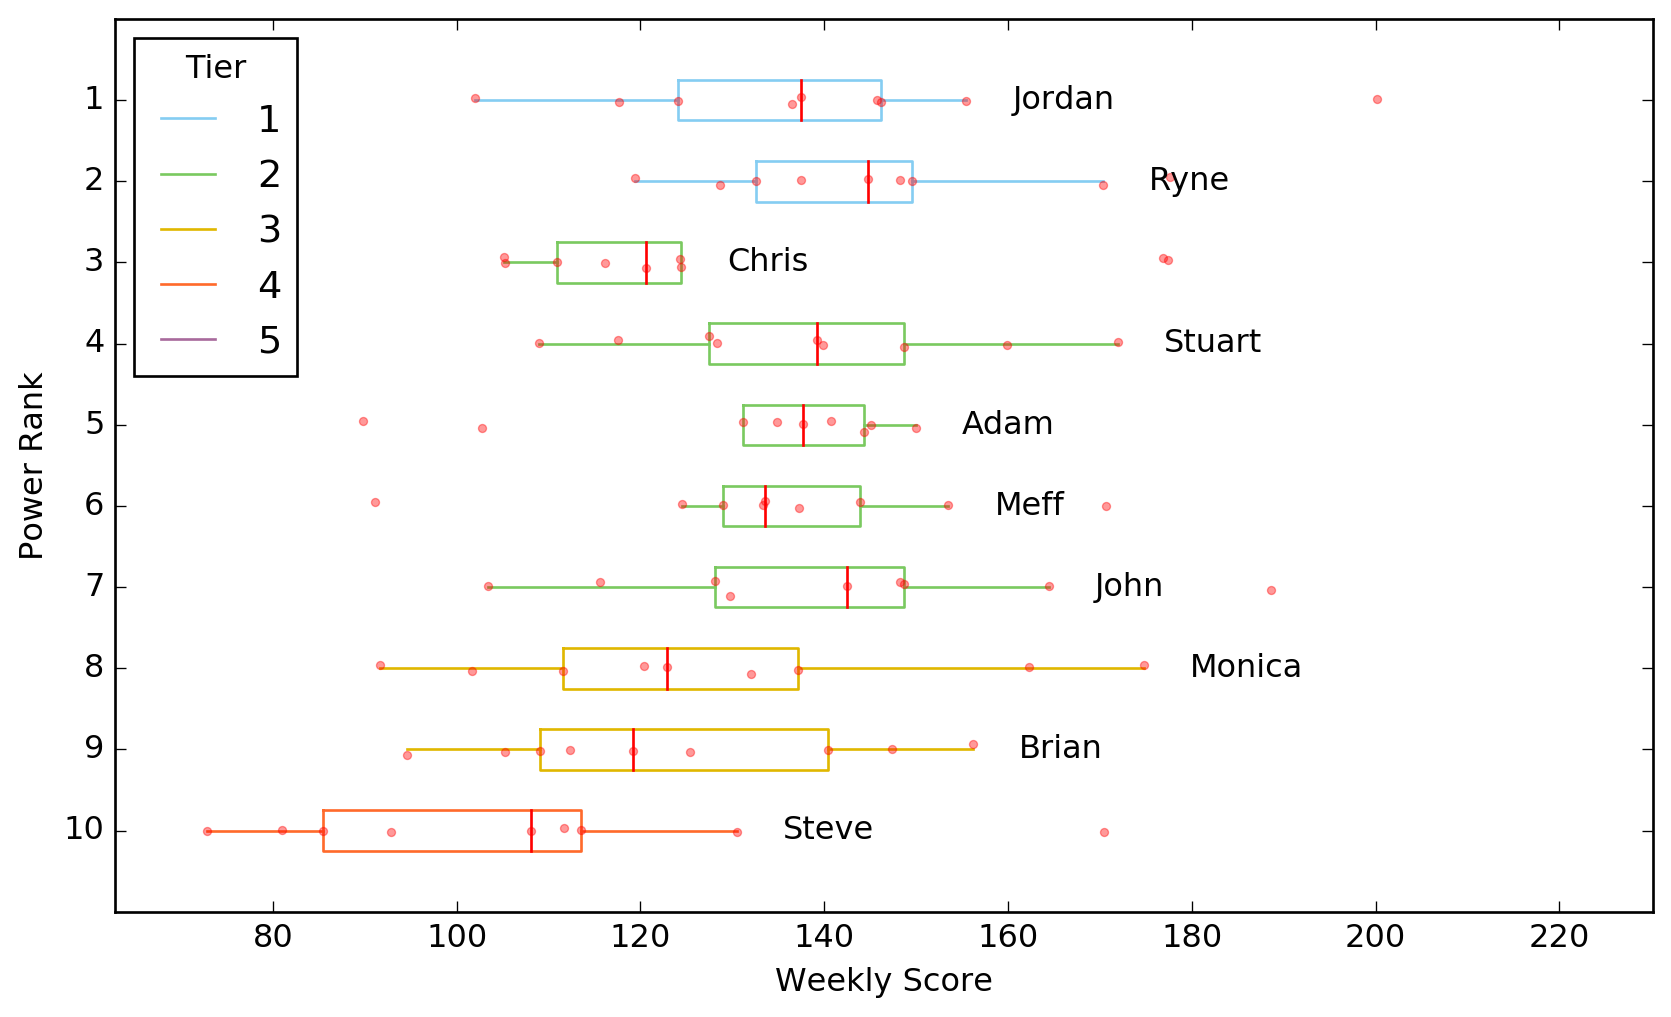 Tier
1
2
3
4
5
Power Rank
1 Jordan
2 Ryne
3 Chris
4 Stuart
5 Adam
6 Meff
7 John
8 Monica
9 Brian
10 Steve
80 100 120 140 160 180 200 220
Weekly Score